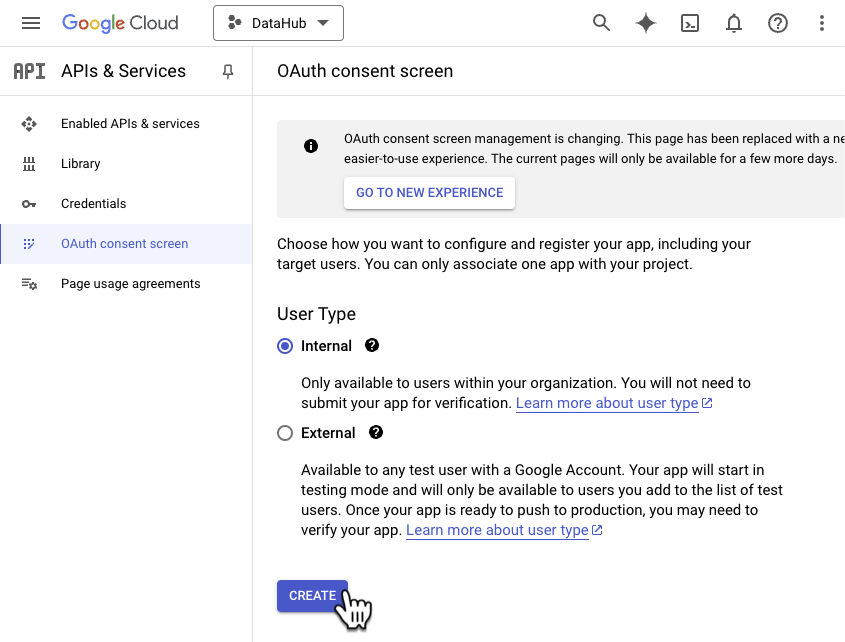 Google Cloud
DataHub
API
APIs & Services
OAuth consent screen
Enabled APIs & services
Library
Credentials
OAuth consent screen
Page usage agreements
OAuth consent screen management is changing. This page has been replaced with a ne
easier-to-use experience. The current pages will only be available for a few more days.
GO TO NEW EXPERIENCE
Choose how you want to configure and register your app, including your
target users. You can only associate one app with your project.
User Type
Internal
Only available to users within your organization. You will not need to
submit your app for verification. Learn more about user type
External
Available to any test user with a Google Account. Your app will start in
testing mode and will only be available to users you add to the list of test
users. Once your app is ready to push to production, you may need to
verify your app. Learn more about user type
CREATE